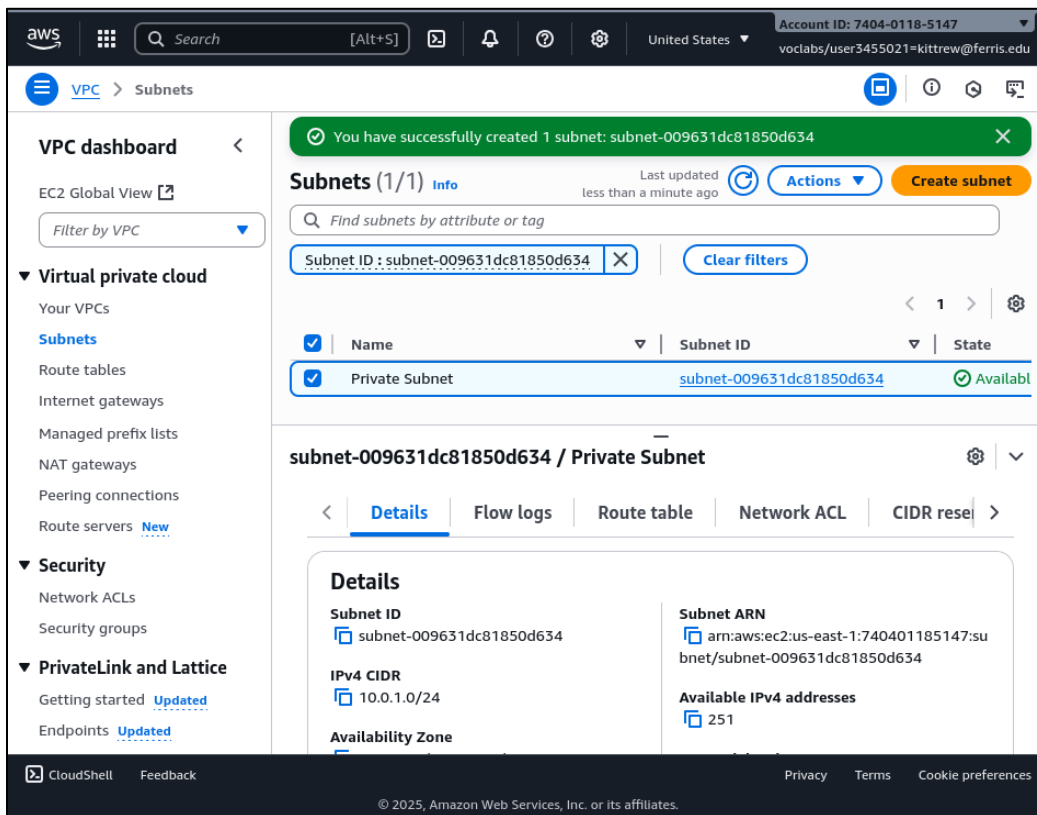 aws
Search [Alt+S]
United States ▼
Account ID: 7404-0118-5147 ▼
voclabs/user3455021=kittrew@ferris.edu
VPC > Subnets
VPC dashboard
EC2 Global View
Filter by VPC
Virtual private cloud
Your VPCs
Subnets
Route tables
Internet gateways
Managed prefix lists
NAT gateways
Peering connections
Route servers New
Security
Network ACLs
Security groups
PrivateLink and Lattice
Getting started Updated
Endpoints Updated
You have successfully created 1 subnet: subnet-009631dc81850d634
Subnets (1/1) Info
Last updated
less than a minute ago
Actions ▼
Create subnet
Find subnets by attribute or tag
Subnet ID : subnet-009631dc81850d634
Clear filters
1
Name Subnet ID State
Private Subnet subnet-009631dc81850d634 Availabl
subnet-009631dc81850d634 / Private Subnet
Details Flow logs Route table Network ACL CIDR reser
Details
Subnet ID
subnet-009631dc81850d634
IPv4 CIDR
10.0.1.0/24
Availability Zone
Subnet ARN
arn:aws:ec2:us-east-1:740401185147:su
bnet/subnet-009631dc81850d634
Available IPv4 addresses
251
CloudShell Feedback
Privacy Terms Cookie preferences
© 2025, Amazon Web Services, Inc. or its affiliates.